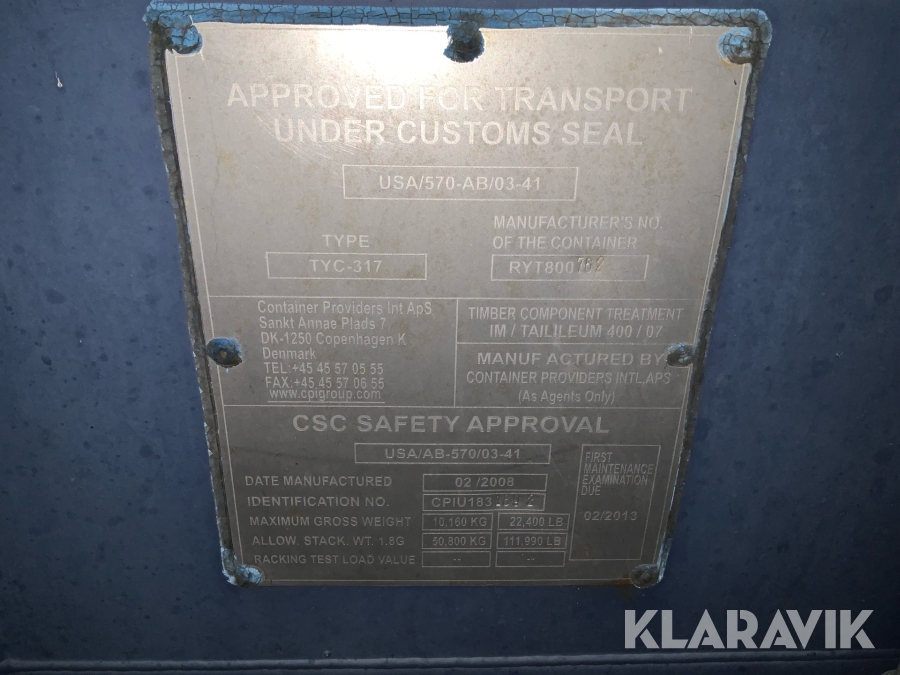 APPROVED FOR TRANSPORT
UNDER CUSTOMS SEAL
USA/570-AB/03-41
TYPE
TYC-317
MANUFACTURER'S NO.
OF THE CONTAINER
RYT800762
Container Providers Int ApS
Sankt Annae Plads 7
DK-1250 Copenhagen K
Denmark
TEL:+45 45 57 05 55
FAX.+45 45 57 06 55
www.cpigroup.com
TIMBER COMPONENT TREATMENT
IM / TAILILEUM 400 / 07
MANUFACTURED BY
CONTAINER PROVIDERS INTL,APS
(As Agents Only)
CSC SAFETY APPROVAL
USA/AB-570/03-41
DATE MANUFACTURED 02 /2008
IDENTIFICATION NO.
MAXIMUM GROSS WEIGHT 10,160 KG 22,400 LB
ALLOW. STACK. WT. 1.8G 50,800 KG 111.990 LB
RACKING TEST LOAD VALUE -- --
FIRST
MAINTENANCE
EXAMINATION
DUE
02/2013
KLARAVIK